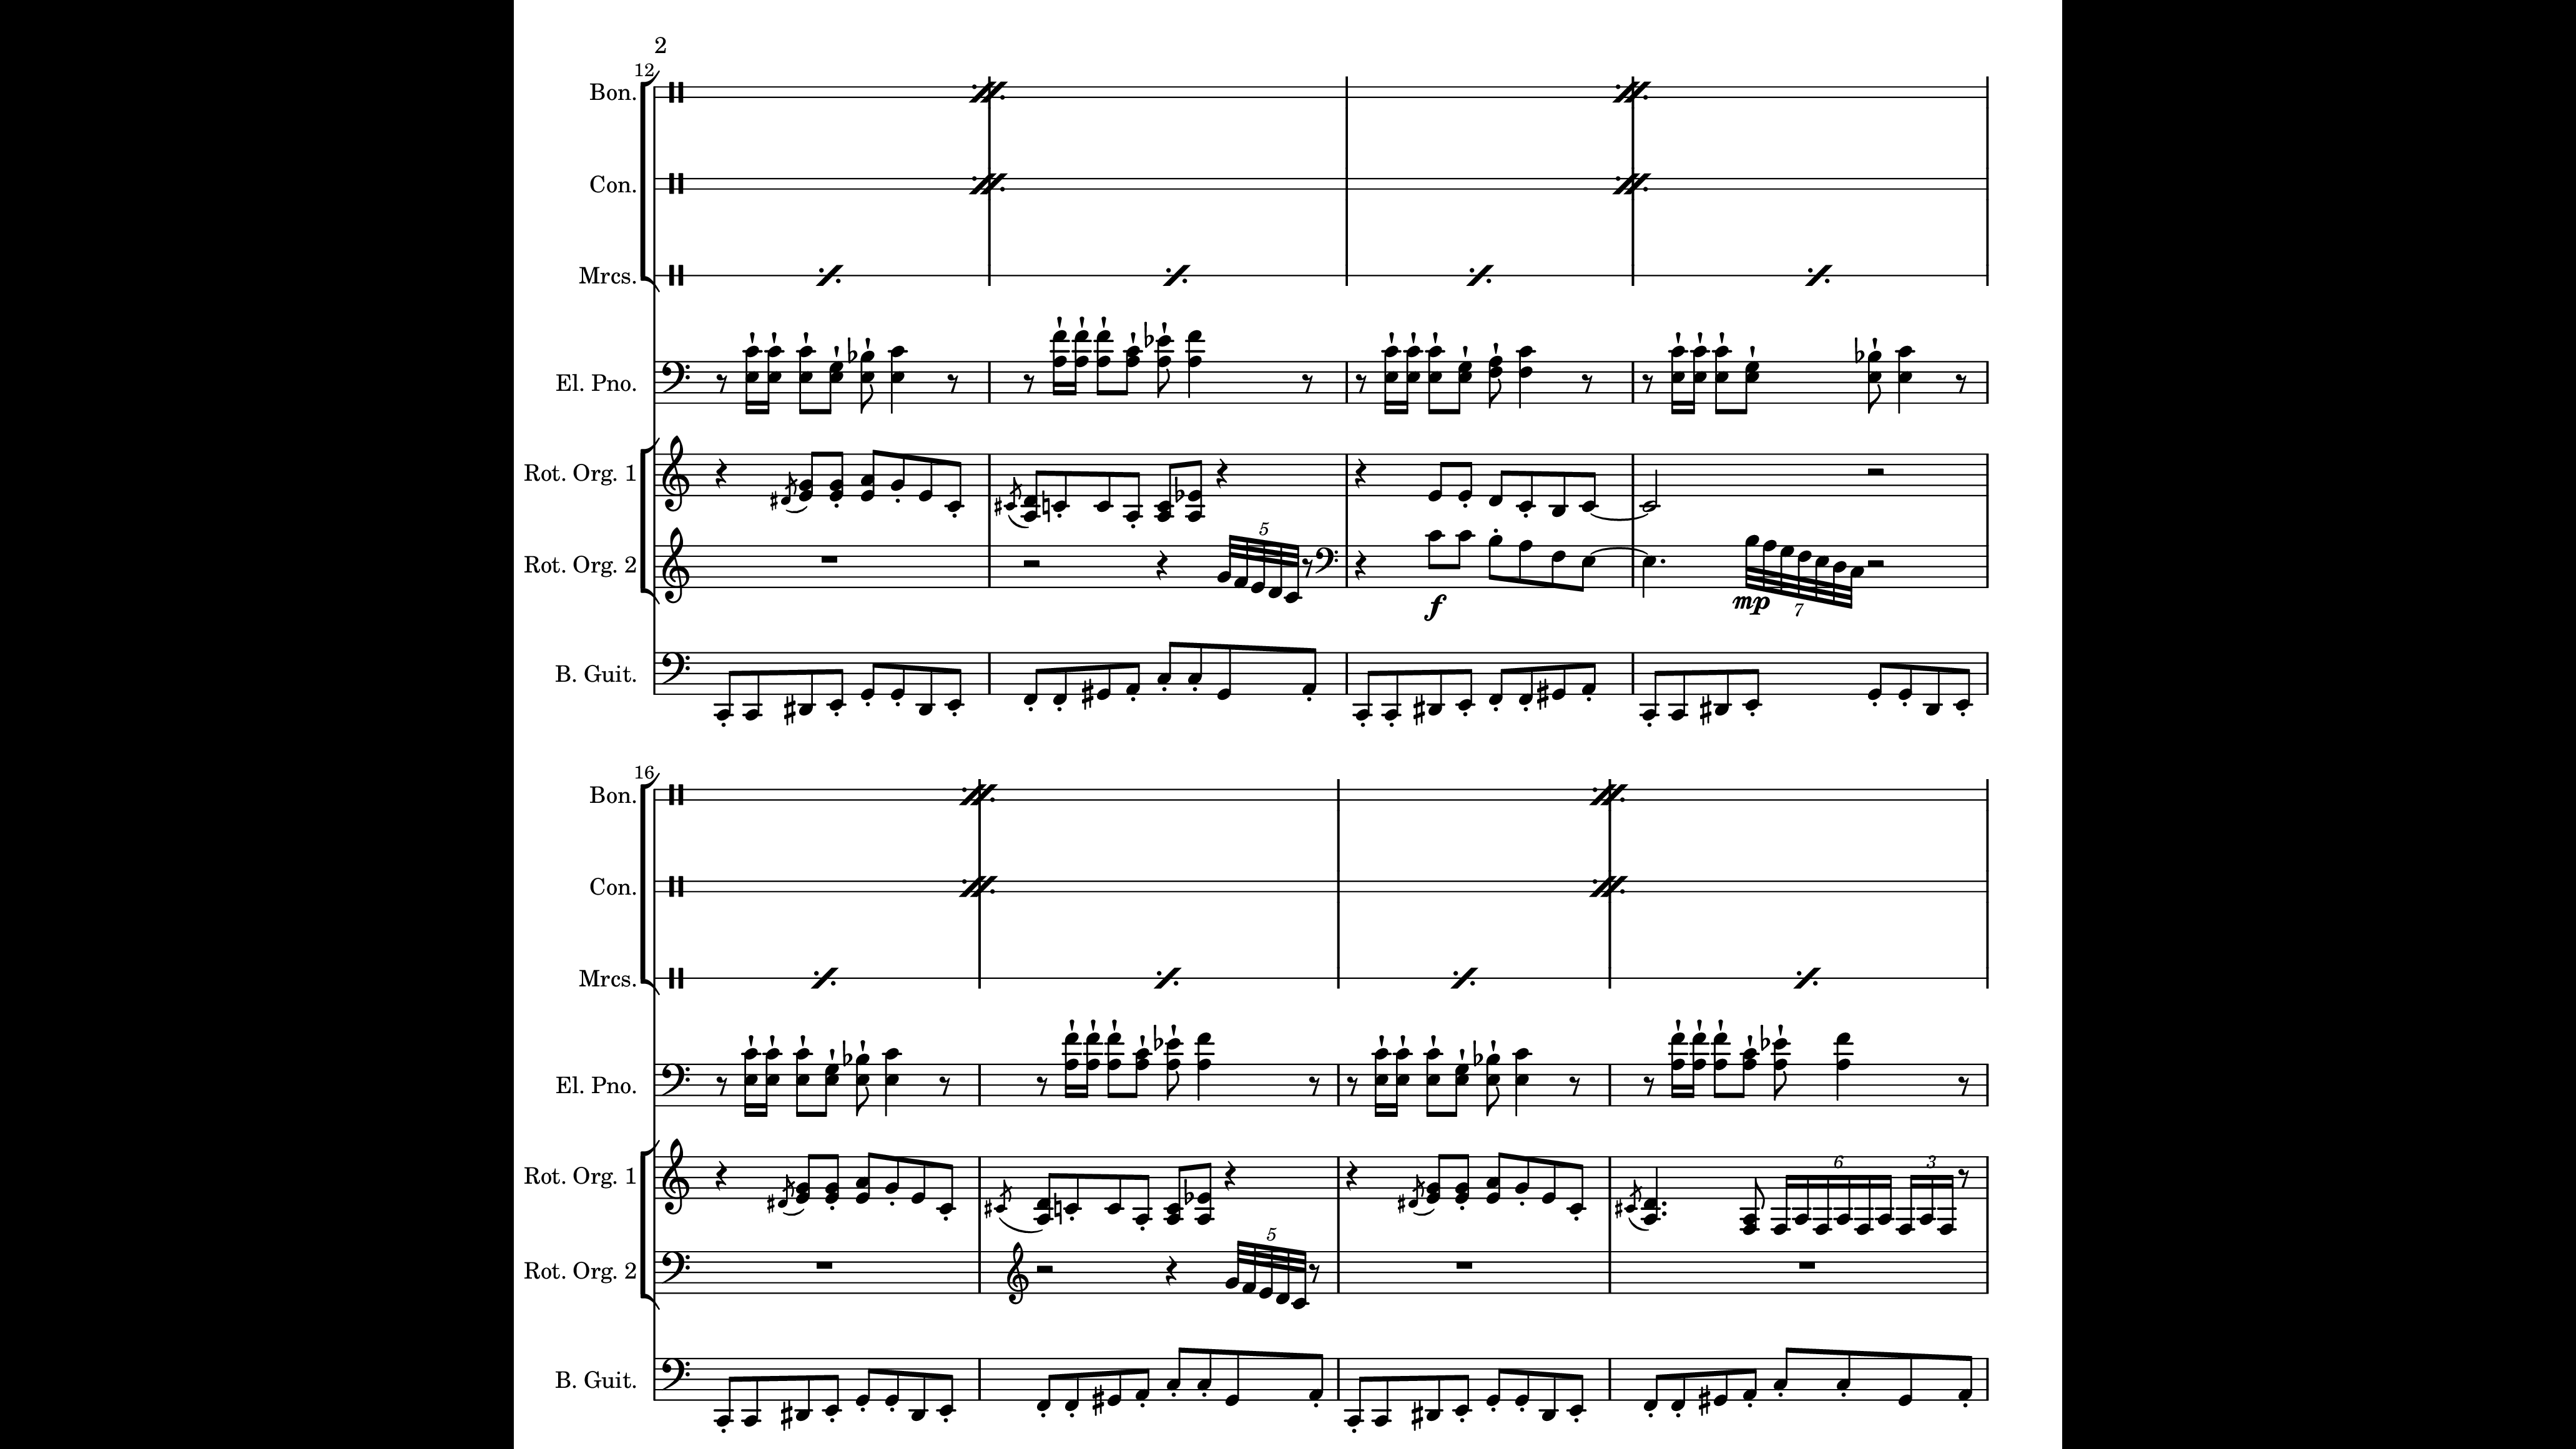 2
12
Bon.
Con.
Mrcs.
El. Pno.
Rot. Org. 1
5
Rot. Org. 2
f
mp
7
B. Guit.
16
Bon.
Con.
Mrcs.
El. Pno.
Rot. Org. 1
6
3
5
Rot. Org. 2
B. Guit.